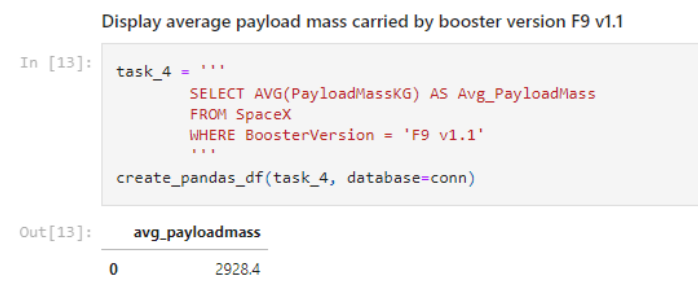 Display average payload mass carried by booster version F9 v1.1
In [13]:
task_4 = '''
SELECT AVG(PayloadMassKG) AS Avg_PayloadMass
FROM SpaceX
WHERE BoosterVersion = 'F9 v1.1'
'''
create_pandas_df(task_4, database=conn)
Out[13]:
avg_payloadmass
0 2928.4